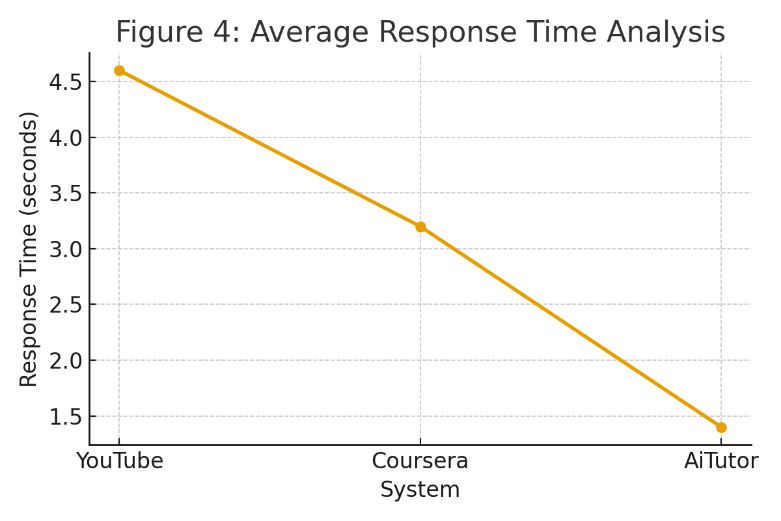 Figure 4: Average Response Time Analysis
Response Time (seconds)
4.5
4.0
3.5
3.0
2.5
2.0
1.5
YouTube Coursera AiTutor
System